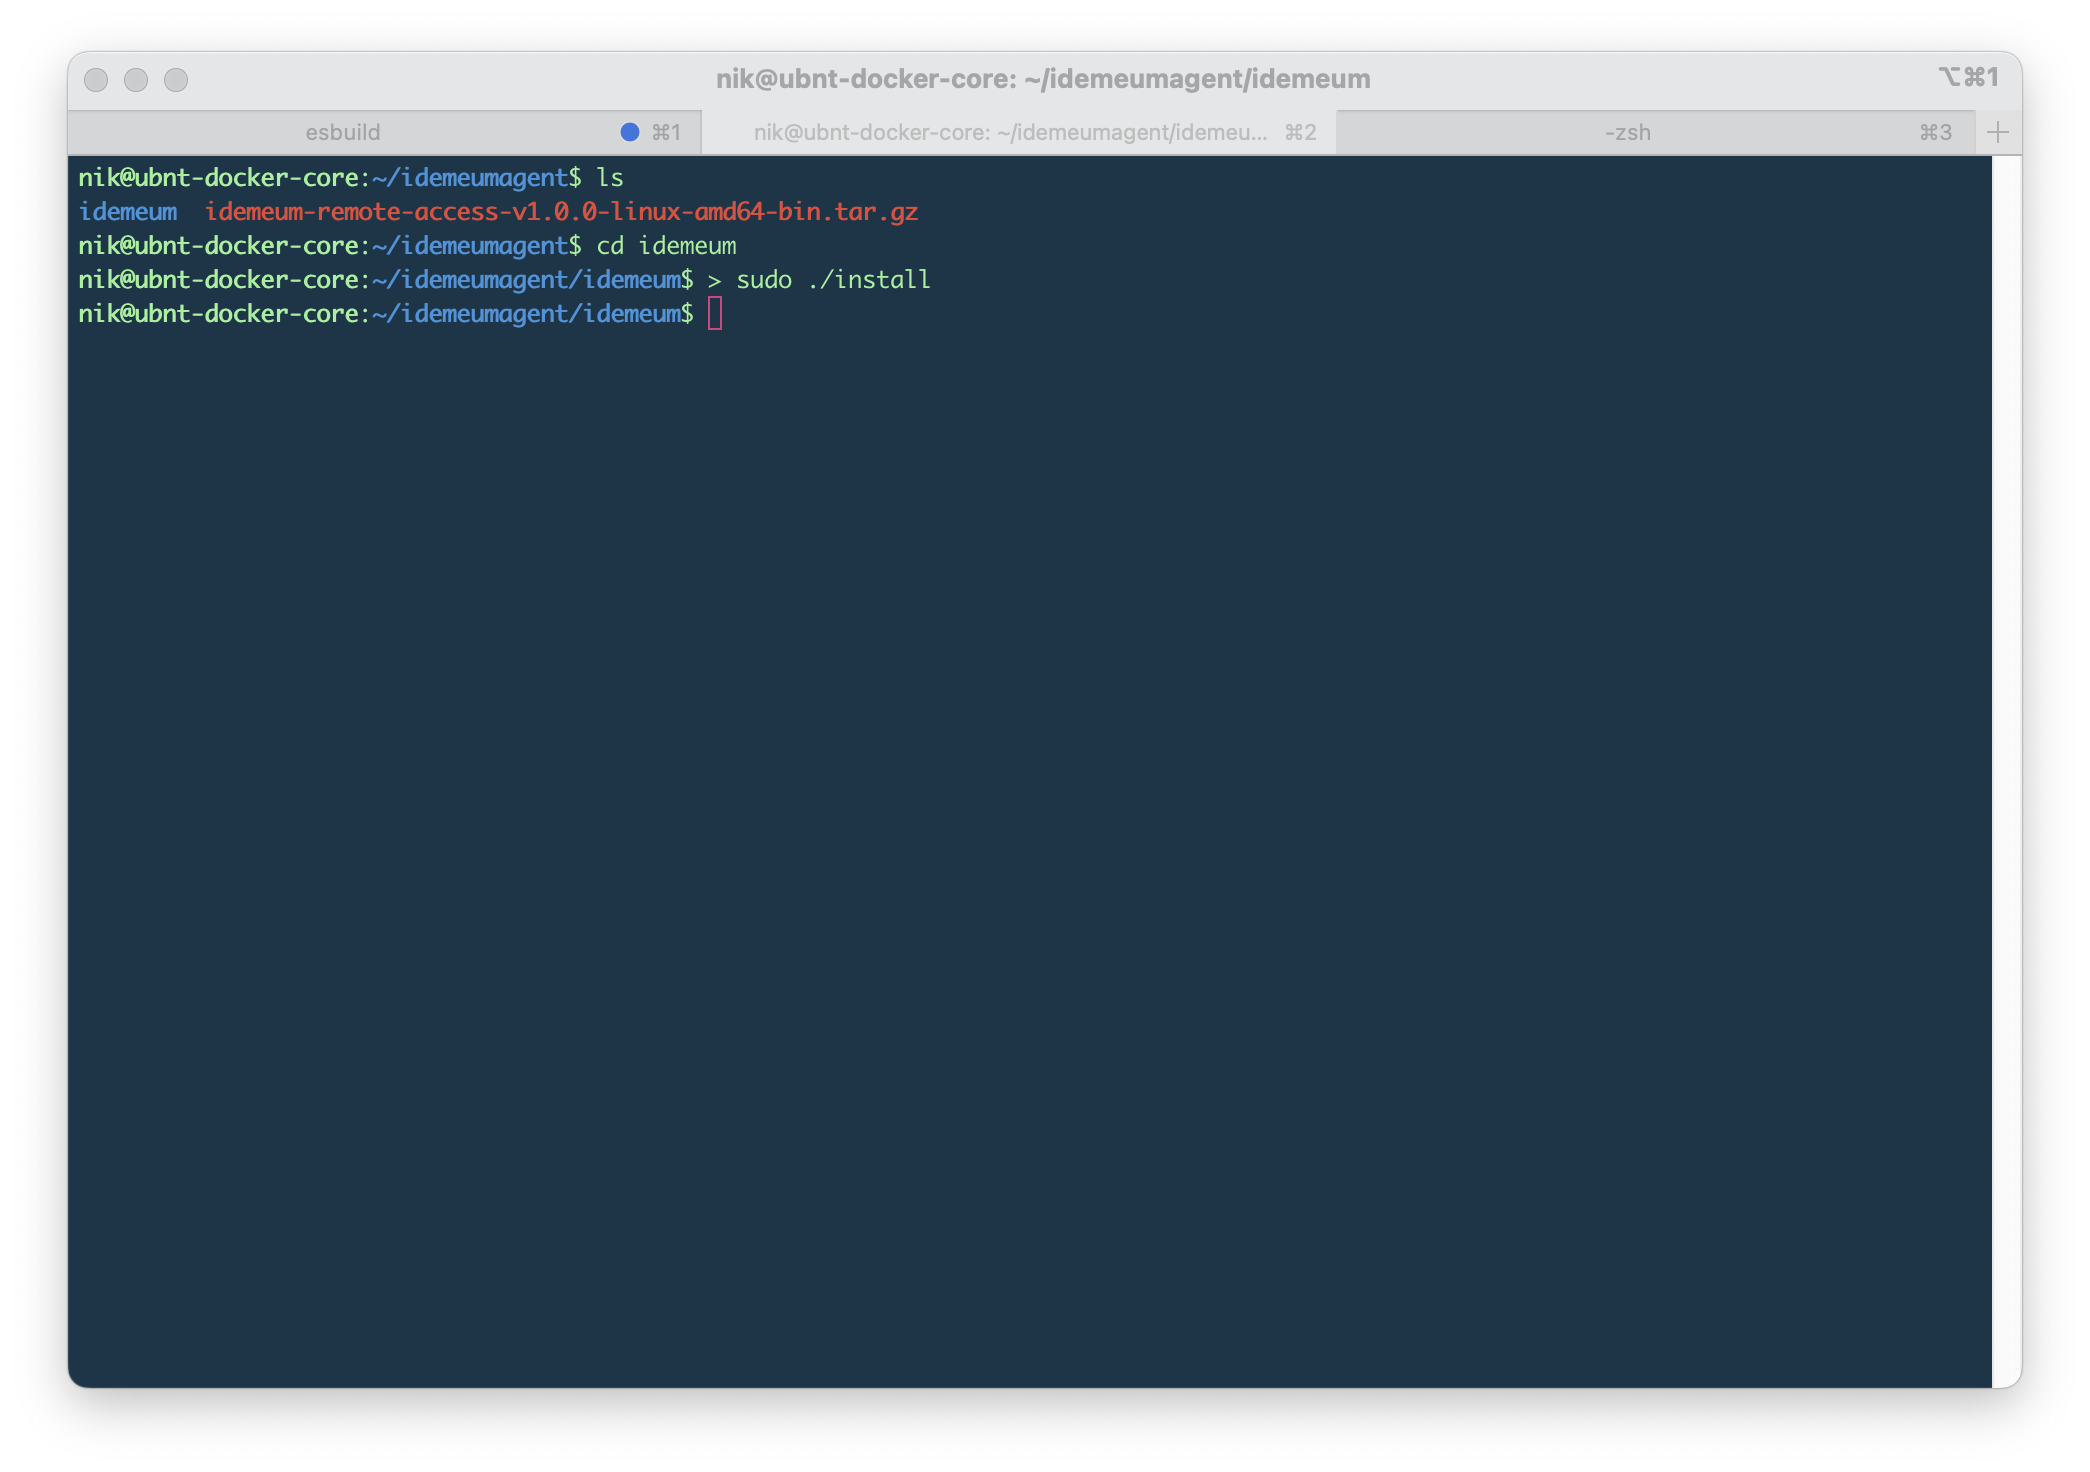 nik@ubnt-docker-core: ~/idemeumagent/idemeum ⌥⌘1
esbuild ⌘1 nik@ubnt-docker-core: ~/idemeumagent/idemeu... ⌘2 -zsh ⌘3 +
nik@ubnt-docker-core:~/idemeumagent$ ls
idemeum  idemeum-remote-access-v1.0.0-linux-amd64-bin.tar.gz
nik@ubnt-docker-core:~/idemeumagent$ cd idemeum
nik@ubnt-docker-core:~/idemeumagent/idemeum$ > sudo ./install
nik@ubnt-docker-core:~/idemeumagent/idemeum$